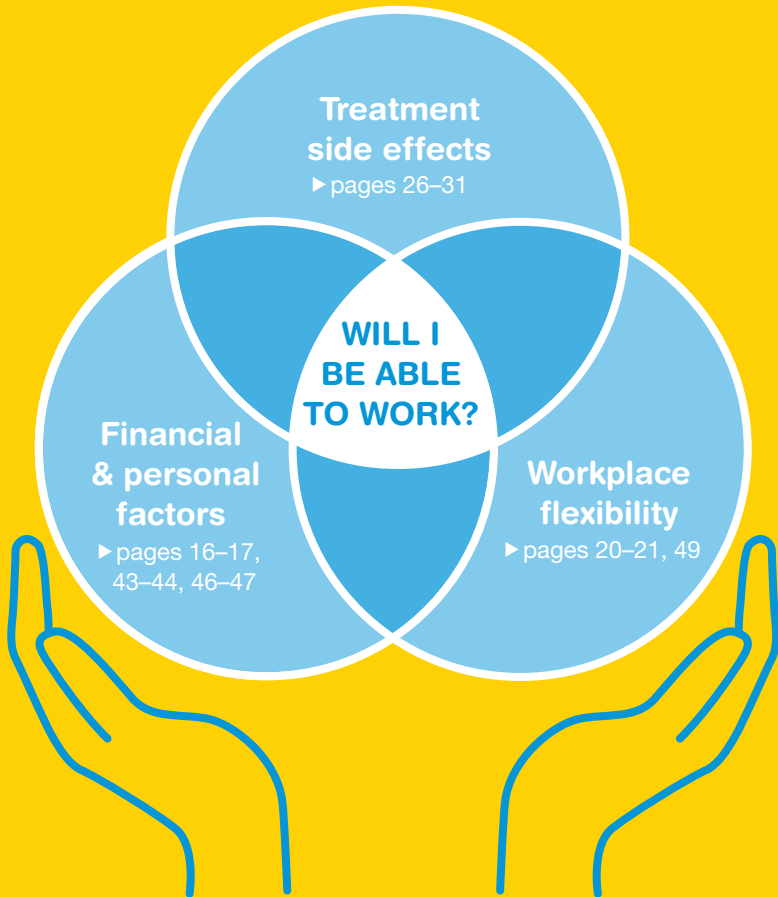 Treatment
side effects
▶ pages 26–31
WILL I
BE ABLE
TO WORK?
Financial
& personal
factors
▶ pages 16–17,
43–44, 46–47
Workplace
flexibility
▶ pages 20–21, 49